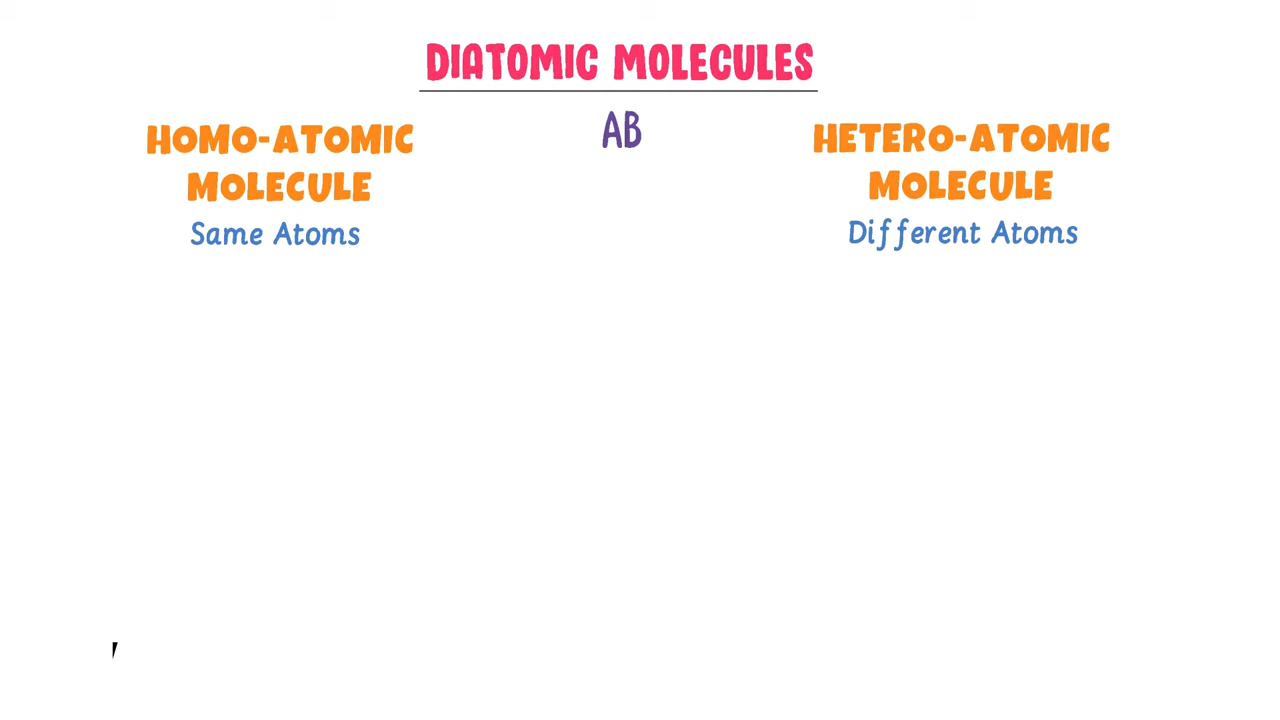 DIATOMIC MOLECULES
AB
HOMO-ATOMIC
MOLECULE
Same Atoms
HETERO-ATOMIC
MOLECULE
Different Atoms